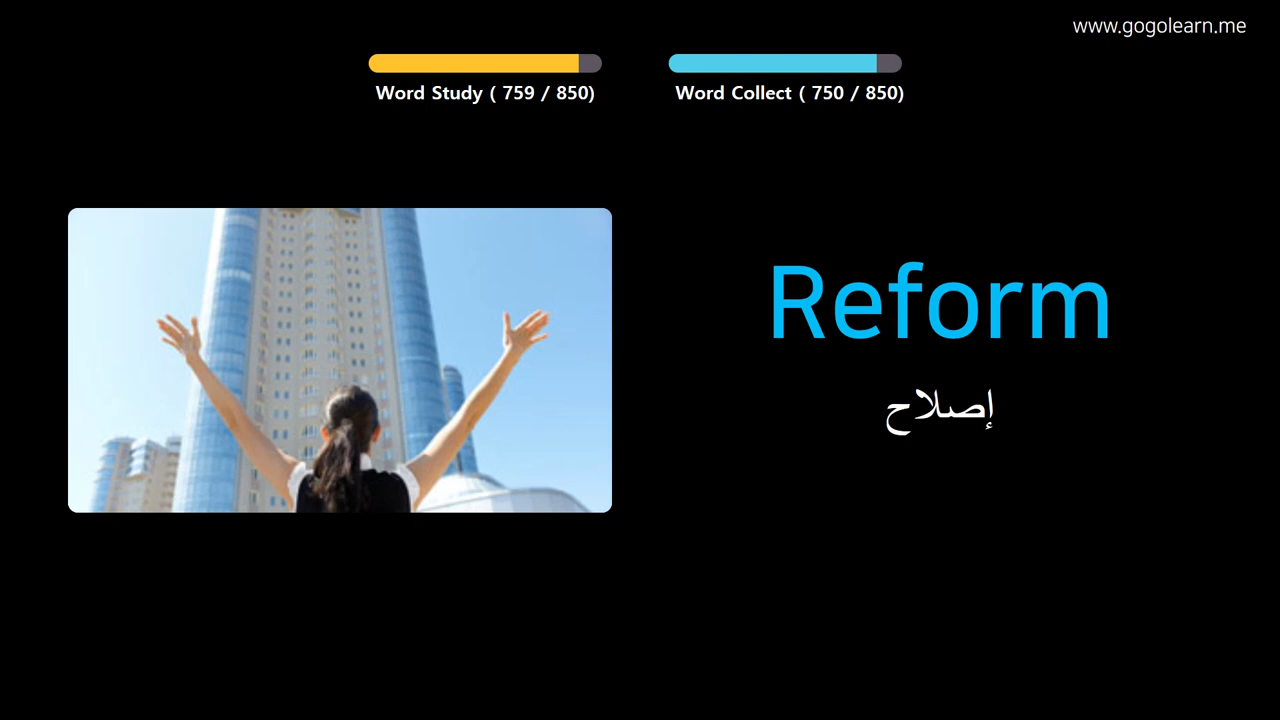 www.gogolearn.me
Word Study ( 759 / 850)
Word Collect ( 750 / 850)
Reform
إصلاح